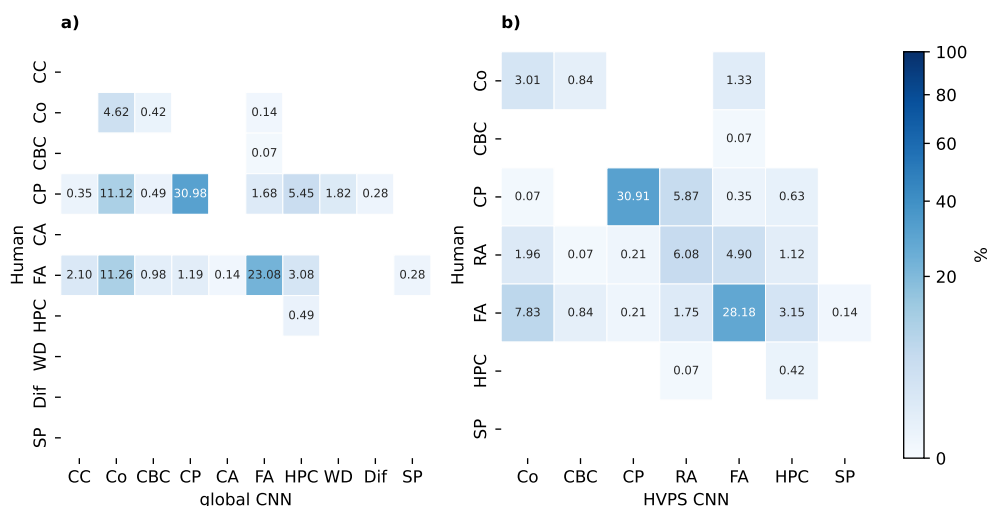 a)
CC
Co 4.62 0.42 0.14
CBC 0.07
CP 0.35 11.12 0.49 30.98 1.68 5.45 1.82 0.28
CA
FA 2.10 11.26 0.98 1.19 0.14 23.08 3.08 0.28
HPC 0.49
WD
Dif
SP
Human
CC Co CBC CP CA FA HPC WD Dif SP
global CNN
b)
Co 3.01 0.84 1.33
CBC 0.07
CP 0.07 30.91 5.87 0.35 0.63
RA 1.96 0.07 0.21 6.08 4.90 1.12
FA 7.83 0.84 0.21 1.75 28.18 3.15 0.14
HPC 0.07 0.42
SP
Human
Co CBC CP RA FA HPC SP
HVPS CNN
100
80
60
40
20
0
%